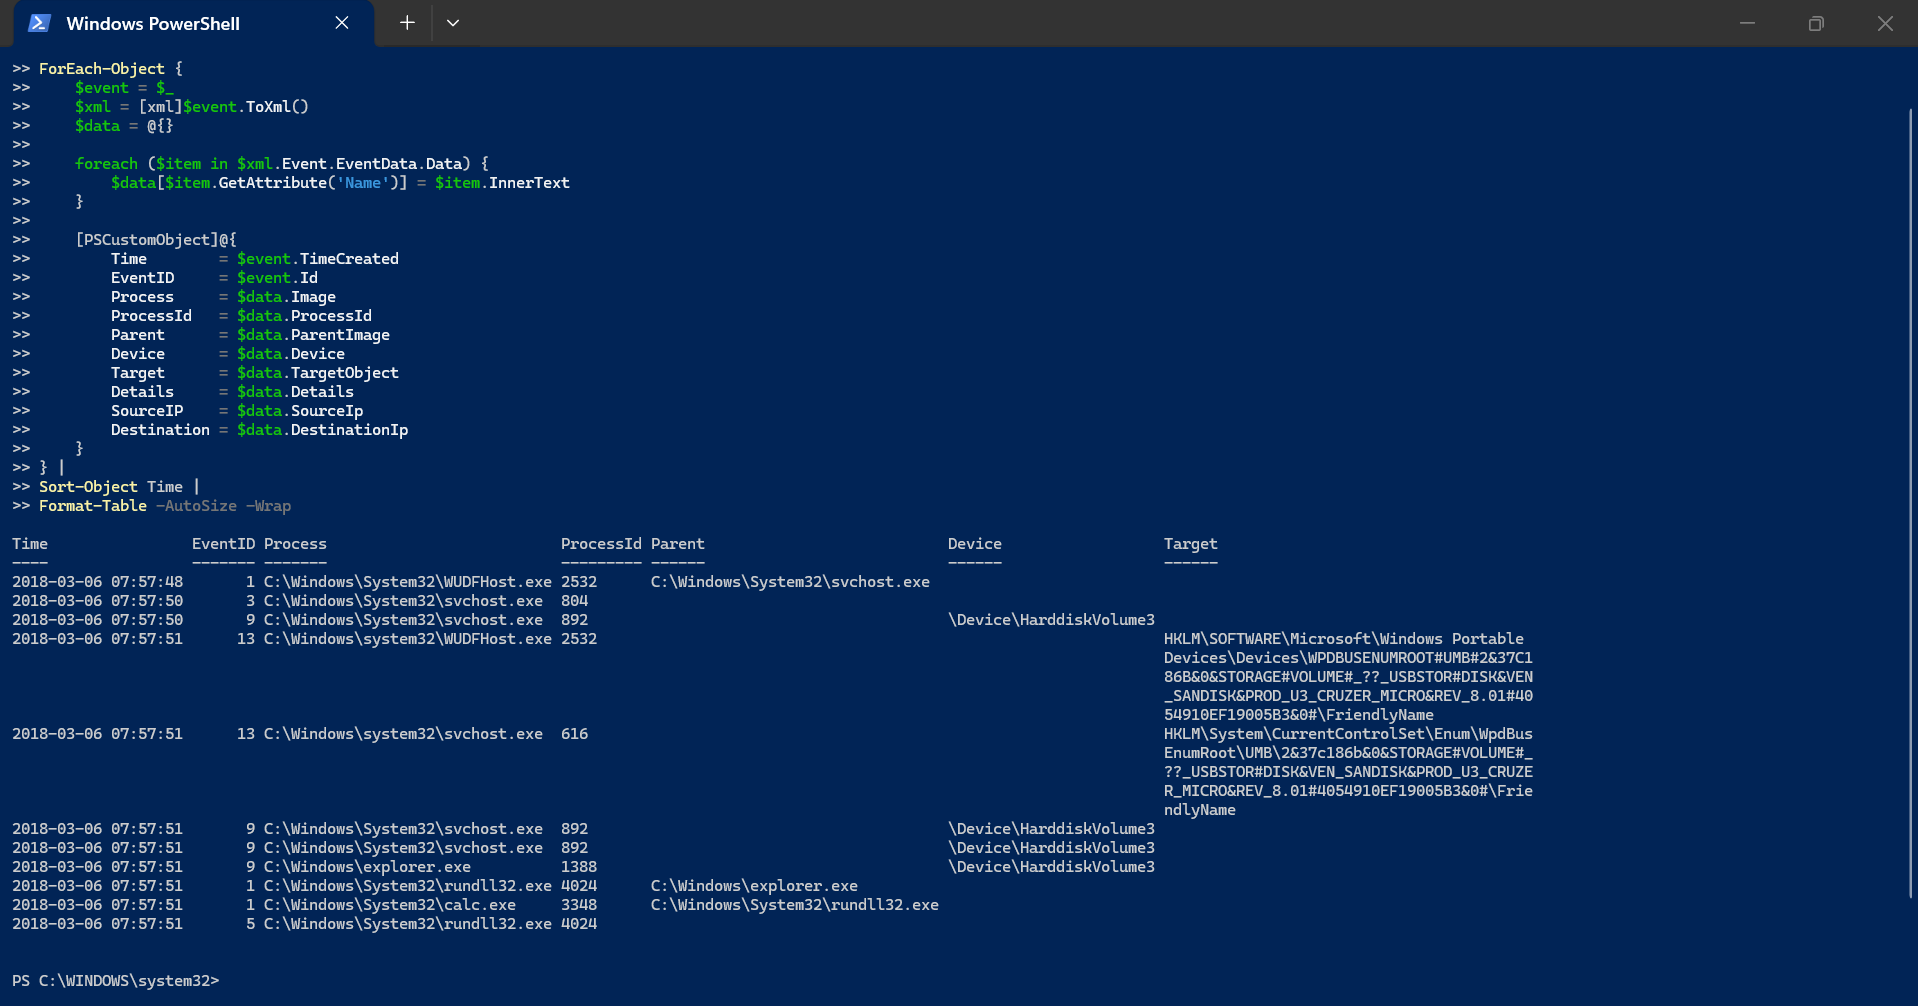 Windows PowerShell
>> ForEach-Object {
>>     $event = $_
>>     $xml = [xml]$event.ToXml()
>>     $data = @{}
>>
>>     foreach ($item in $xml.Event.EventData.Data) {
>>         $data[$item.GetAttribute('Name')] = $item.InnerText
>>     }
>>
>>     [PSCustomObject]@{
>>         Time        = $event.TimeCreated
>>         EventID     = $event.Id
>>         Process     = $data.Image
>>         ProcessId   = $data.ProcessId
>>         Parent      = $data.ParentImage
>>         Device      = $data.Device
>>         Target      = $data.TargetObject
>>         Details     = $data.Details
>>         SourceIP    = $data.SourceIp
>>         Destination = $data.DestinationIp
>>     }
>> } |
>> Sort-Object Time |
>> Format-Table -AutoSize -Wrap

Time                EventID Process                          ProcessId Parent                           Device                  Target
----                ------- -------                          --------- ------                           ------                  ------
2018-03-06 07:57:48       1 C:\Windows\System32\WUDFHost.exe 2532      C:\Windows\System32\svchost.exe
2018-03-06 07:57:50       3 C:\Windows\System32\svchost.exe  804
2018-03-06 07:57:50       9 C:\Windows\System32\svchost.exe  892                                        \Device\HarddiskVolume3
2018-03-06 07:57:51      13 C:\Windows\system32\WUDFHost.exe 2532                                                               HKLM\SOFTWARE\Microsoft\Windows Portable
                                                                                                                                Devices\Devices\WPDBUSENUMROOT#UMB#2&37C1
                                                                                                                                86B&0&STORAGE#VOLUME#_??_USBSTOR#DISK&VEN
                                                                                                                                _SANDISK&PROD_U3_CRUZER_MICRO&REV_8.01#40
                                                                                                                                54910EF19005B3&0#\FriendlyName
2018-03-06 07:57:51      13 C:\Windows\system32\svchost.exe  616                                                                HKLM\System\CurrentControlSet\Enum\WpdBus
                                                                                                                                EnumRoot\UMB\2&37c186b&0&STORAGE#VOLUME#_
                                                                                                                                ??_USBSTOR#DISK&VEN_SANDISK&PROD_U3_CRUZE
                                                                                                                                R_MICRO&REV_8.01#4054910EF19005B3&0#\Frie
                                                                                                                                ndlyName
2018-03-06 07:57:51       9 C:\Windows\System32\svchost.exe  892                                        \Device\HarddiskVolume3
2018-03-06 07:57:51       9 C:\Windows\System32\svchost.exe  892                                        \Device\HarddiskVolume3
2018-03-06 07:57:51       9 C:\Windows\explorer.exe          1388                                       \Device\HarddiskVolume3
2018-03-06 07:57:51       1 C:\Windows\System32\rundll32.exe 4024      C:\Windows\explorer.exe
2018-03-06 07:57:51       1 C:\Windows\System32\calc.exe     3348      C:\Windows\System32\rundll32.exe
2018-03-06 07:57:51       5 C:\Windows\System32\rundll32.exe 4024

PS C:\WINDOWS\system32>